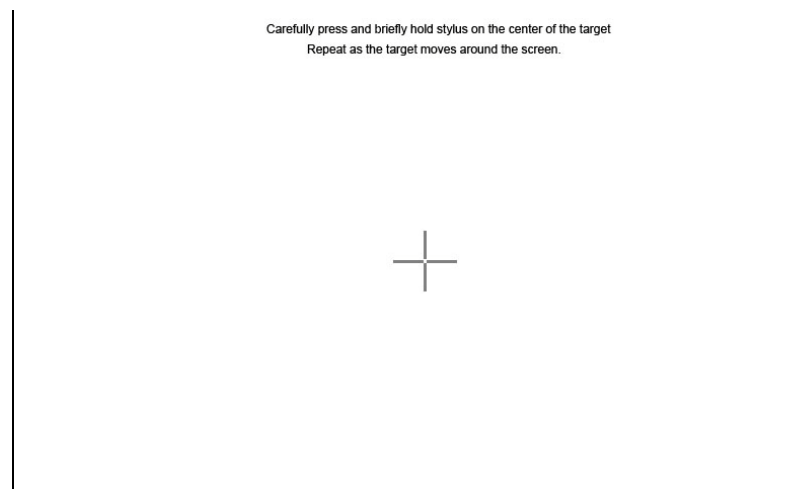 Carefully press and briefly hold stylus on the center of the target
Repeat as the target moves around the screen.